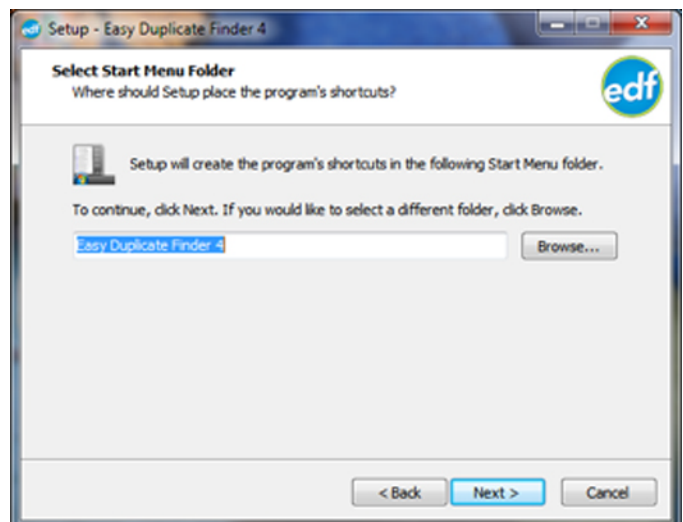 edf Setup - Easy Duplicate Finder 4
Select Start Menu Folder
Where should Setup place the program's shortcuts?
edf
Setup will create the program's shortcuts in the following Start Menu folder.
To continue, click Next. If you would like to select a different folder, click Browse.
Easy Duplicate Finder 4
Browse...
< Back
Next >
Cancel